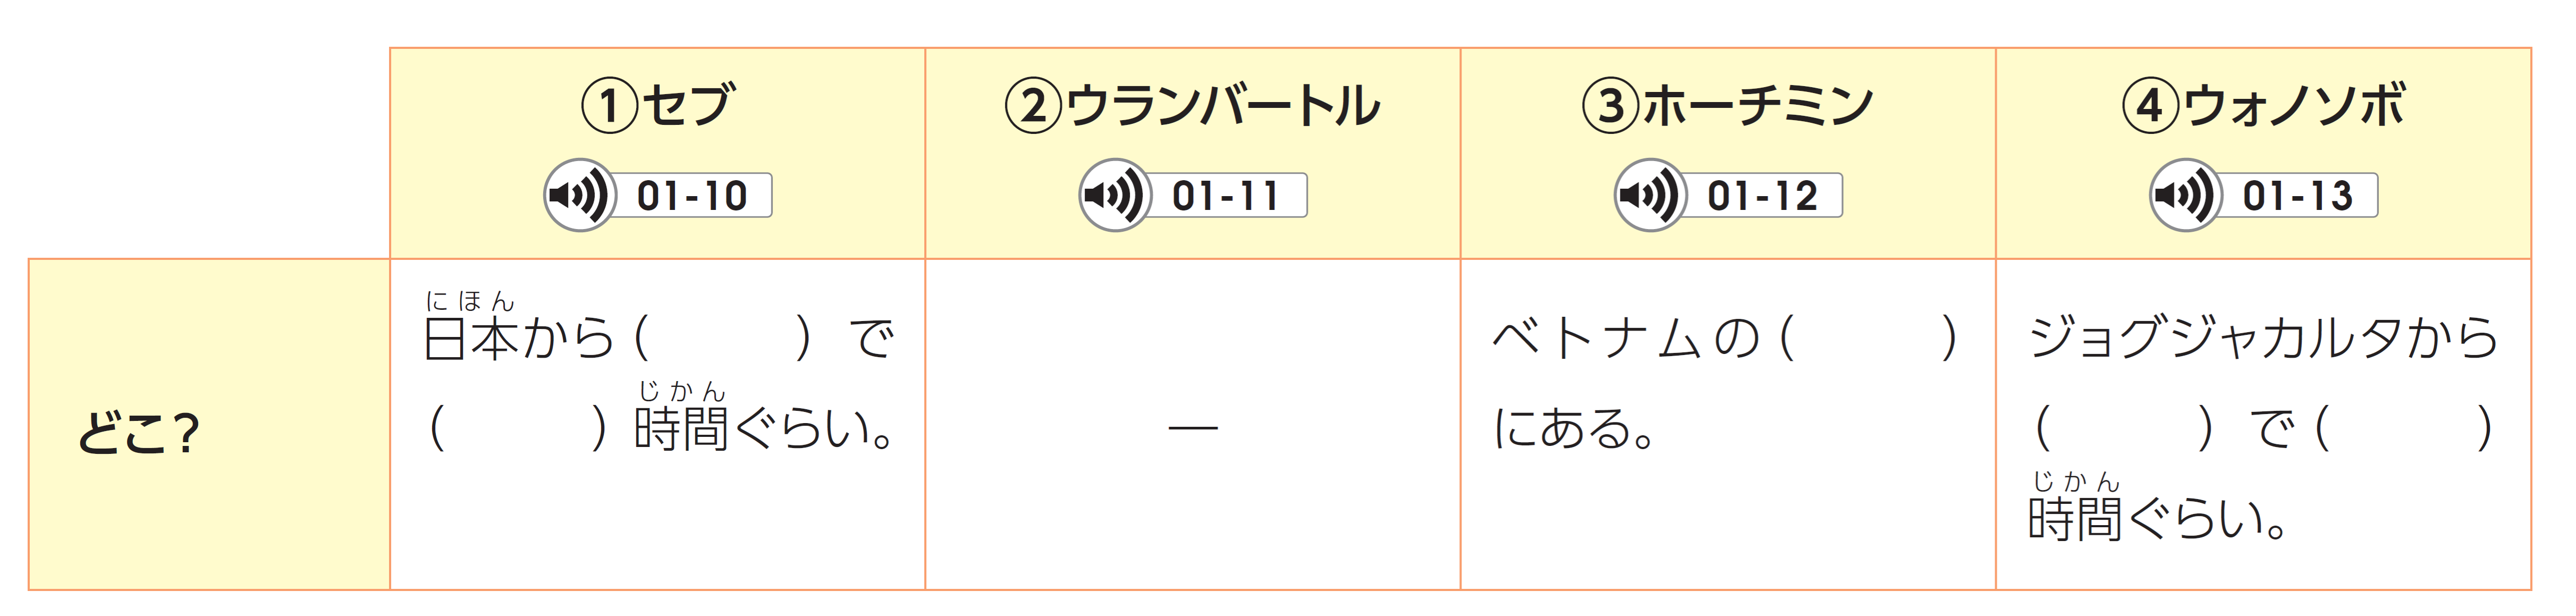 ①セブ
01-10
②ウランバートル
01-11
③ホーチミン
01-12
④ウォノソボ
01-13
どこ？
にほん
日本から（　　　）で
じかん
（　　　）時間ぐらい。
―
ベトナムの（　　　）
にある。
ジョグジャカルタから
（　　　）で（　　　）
じかん
時間ぐらい。